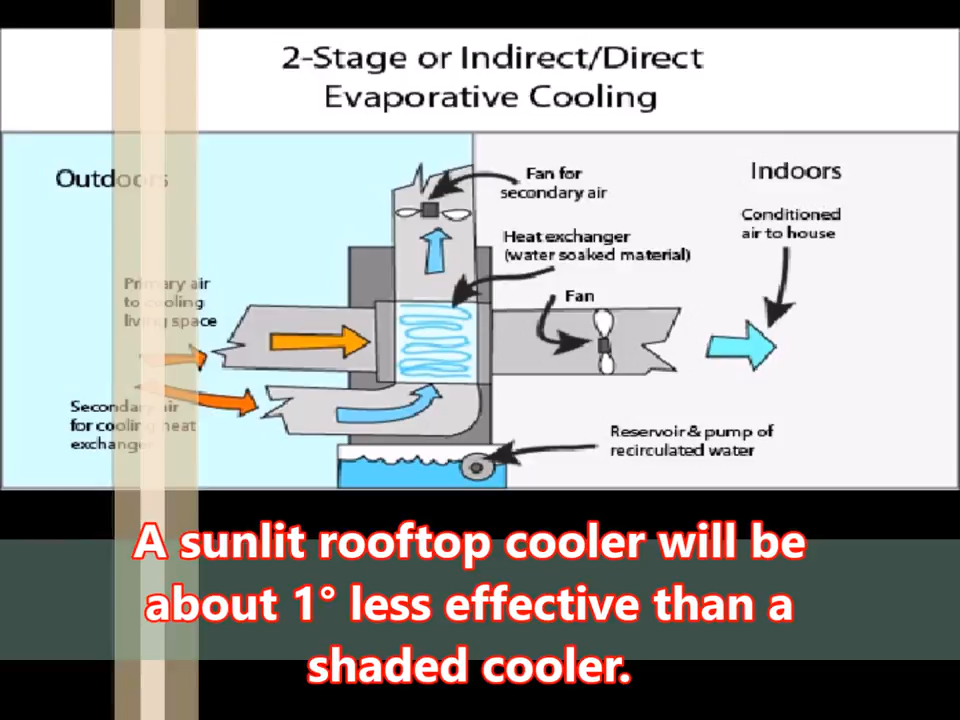 2-Stage or Indirect/Direct
Evaporative Cooling
Outdoors
Indoors
Fan for
secondary air
Conditioned
air to house
Heat exchanger
(water soaked material)
Fan
Primary air
to cooling
living space
Secondary air
for cooling heat
exchanger
Reservoir & pump of
recirculated water
A sunlit rooftop cooler will be
about 1° less effective than a
shaded cooler.